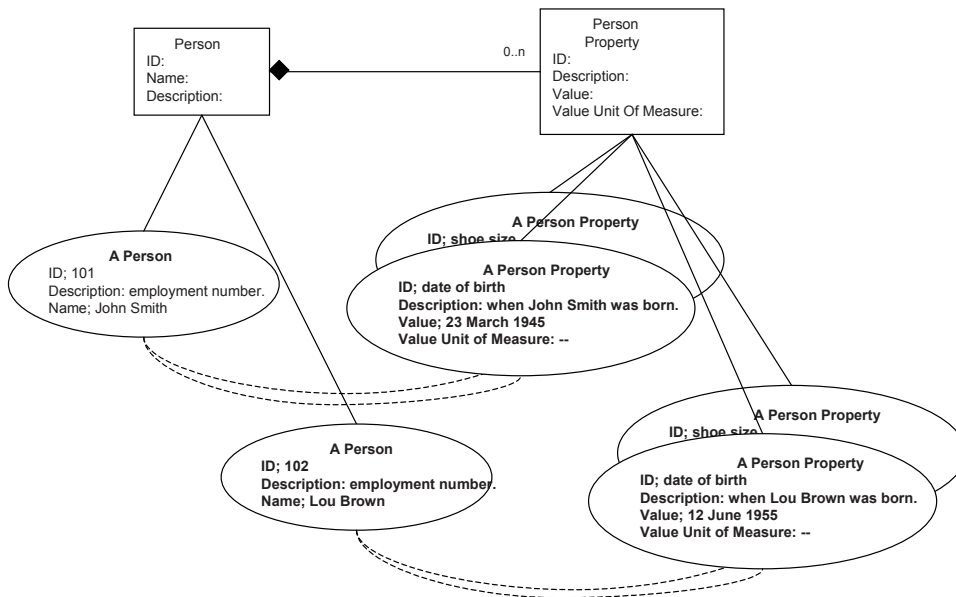 Person
ID:
Name:
Description:
0..n
Person
Property
ID:
Description:
Value:
Value Unit Of Measure:
A Person
ID; 101
Description: employment number.
Name; John Smith
A Person Property
ID; shoe size
A Person Property
ID; date of birth
Description: when John Smith was born.
Value; 23 March 1945
Value Unit of Measure: --
A Person
ID; 102
Description: employment number.
Name; Lou Brown
A Person Property
ID; shoe size
A Person Property
ID; date of birth
Description: when Lou Brown was born.
Value; 12 June 1955
Value Unit of Measure: --